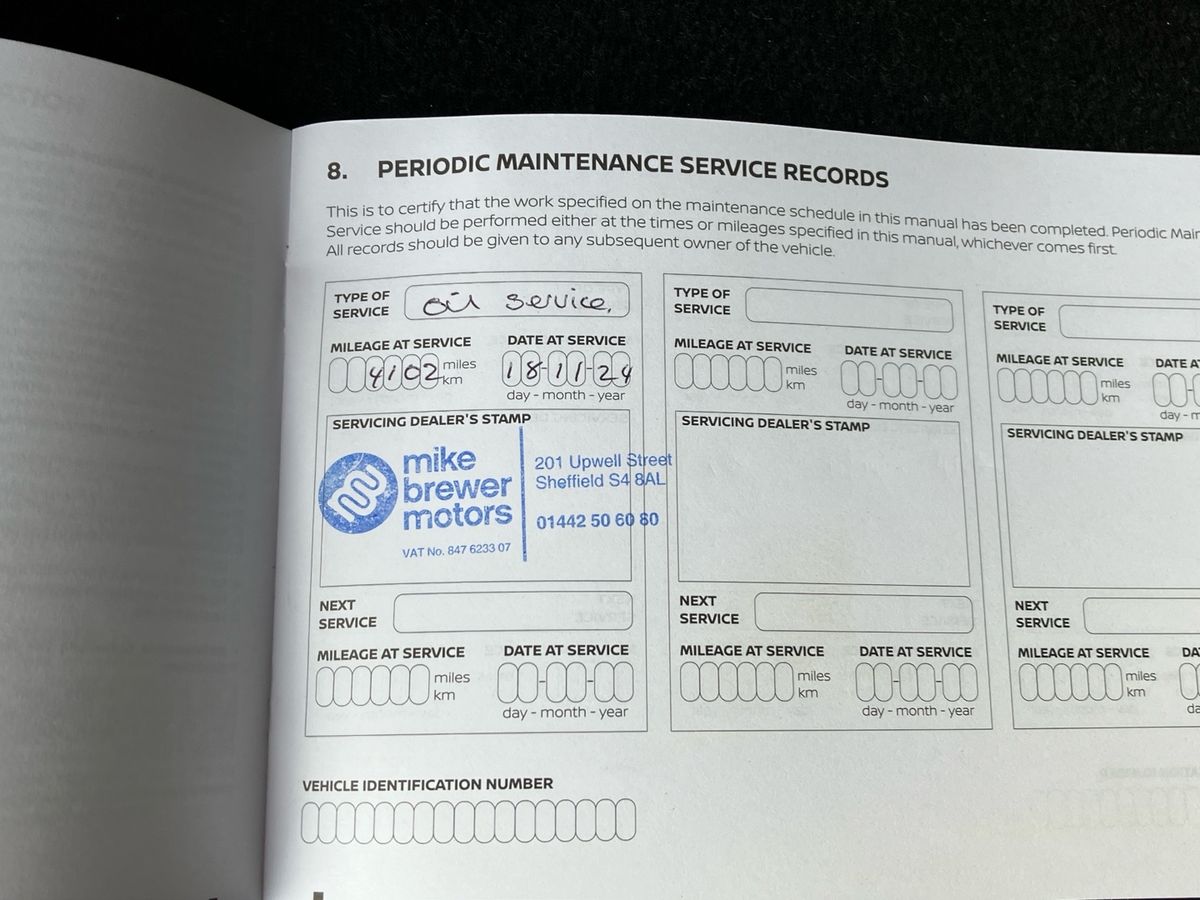 8. PERIODIC MAINTENANCE SERVICE RECORDS
This is to certify that the work specified on the maintenance schedule in this manual has been completed. Periodic
Service should be performed either at the times or mileages specified in this manual, whichever comes first.
All records should be given to any subsequent owner of the vehicle.
TYPE OF
SERVICE
oil service,
MILEAGE AT SERVICE
DATE AT SERVICE
4102 miles
km
18-11-24
day - month - year
SERVICING DEALER'S STAMP
mike
brewer
motors
VAT No. 847 6233 07
201 Upwell Street
Sheffield S4 8AL
01442 50 60 80
NEXT
SERVICE
MILEAGE AT SERVICE
DATE AT SERVICE
miles
km
day - month - year
TYPE OF
SERVICE
MILEAGE AT SERVICE
DATE AT SERVICE
miles
km
day - month - year
SERVICING DEALER'S STAMP
NEXT
SERVICE
MILEAGE AT SERVICE
DATE AT SERVICE
miles
km
day - month - year
TYPE OF
SERVICE
MILEAGE AT SERVICE
DATE
miles
km
day -
SERVICING DEALER'S STAMP
NEXT
SERVICE
MILEAGE AT SERVICE
miles
km
VEHICLE IDENTIFICATION NUMBER